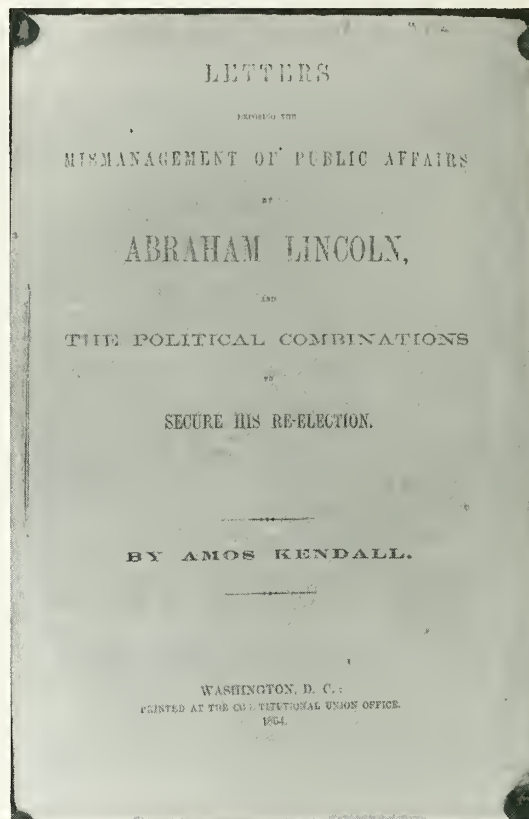 LETTERS
EXPOSING THE
MISMANAGEMENT OF PUBLIC AFFAIRS
BY
ABRAHAM LINCOLN,
AND
THE POLITICAL COMBINATIONS
TO
SECURE HIS RE-ELECTION.
BY AMOS KENDALL.
WASHINGTON, D. C.:
PRINTED AT THE CONSTITUTIONAL UNION OFFICE.
1864.